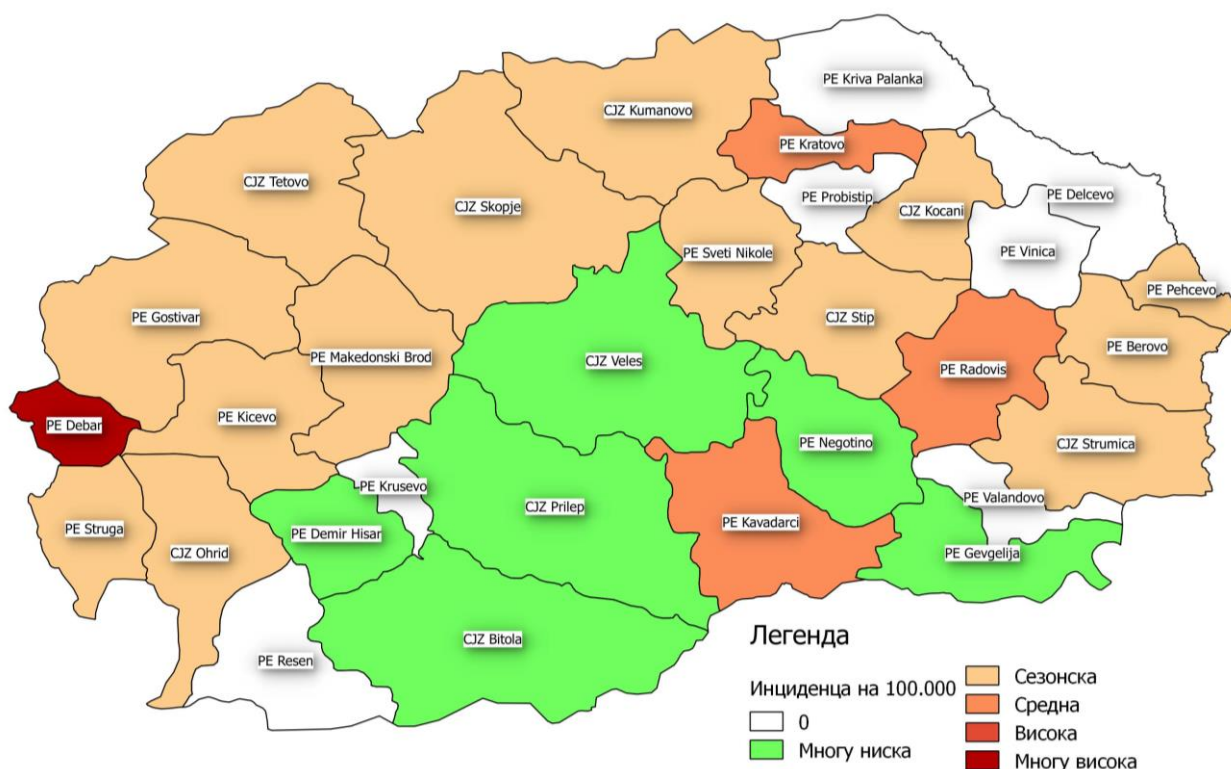 PE Kriva Palanka
CJZ Kumanovo
PE Kratovo
CJZ Tetovo
CJZ Skopje
PE Probistip
PE Delcevo
CJZ Kocani
PE Sveti Nikole
PE Vinica
PE Pehcevo
PE Gostivar
CJZ Stip
PE Berovo
PE Makedonski Brod
CJZ Veles
PE Radovis
PE Debar
PE Kicevo
PE Negotino
CJZ Strumica
PE Krusevo
PE Valandovo
CJZ Prilep
PE Struga
PE Demir Hisar
PE Kavadarci
CJZ Ohrid
PE Gevgelija
CJZ Bitola
PE Resen
Легенда
Инциденца на 100.000
0
Многу ниска
Сезонска
Средна
Висока
Многу висока